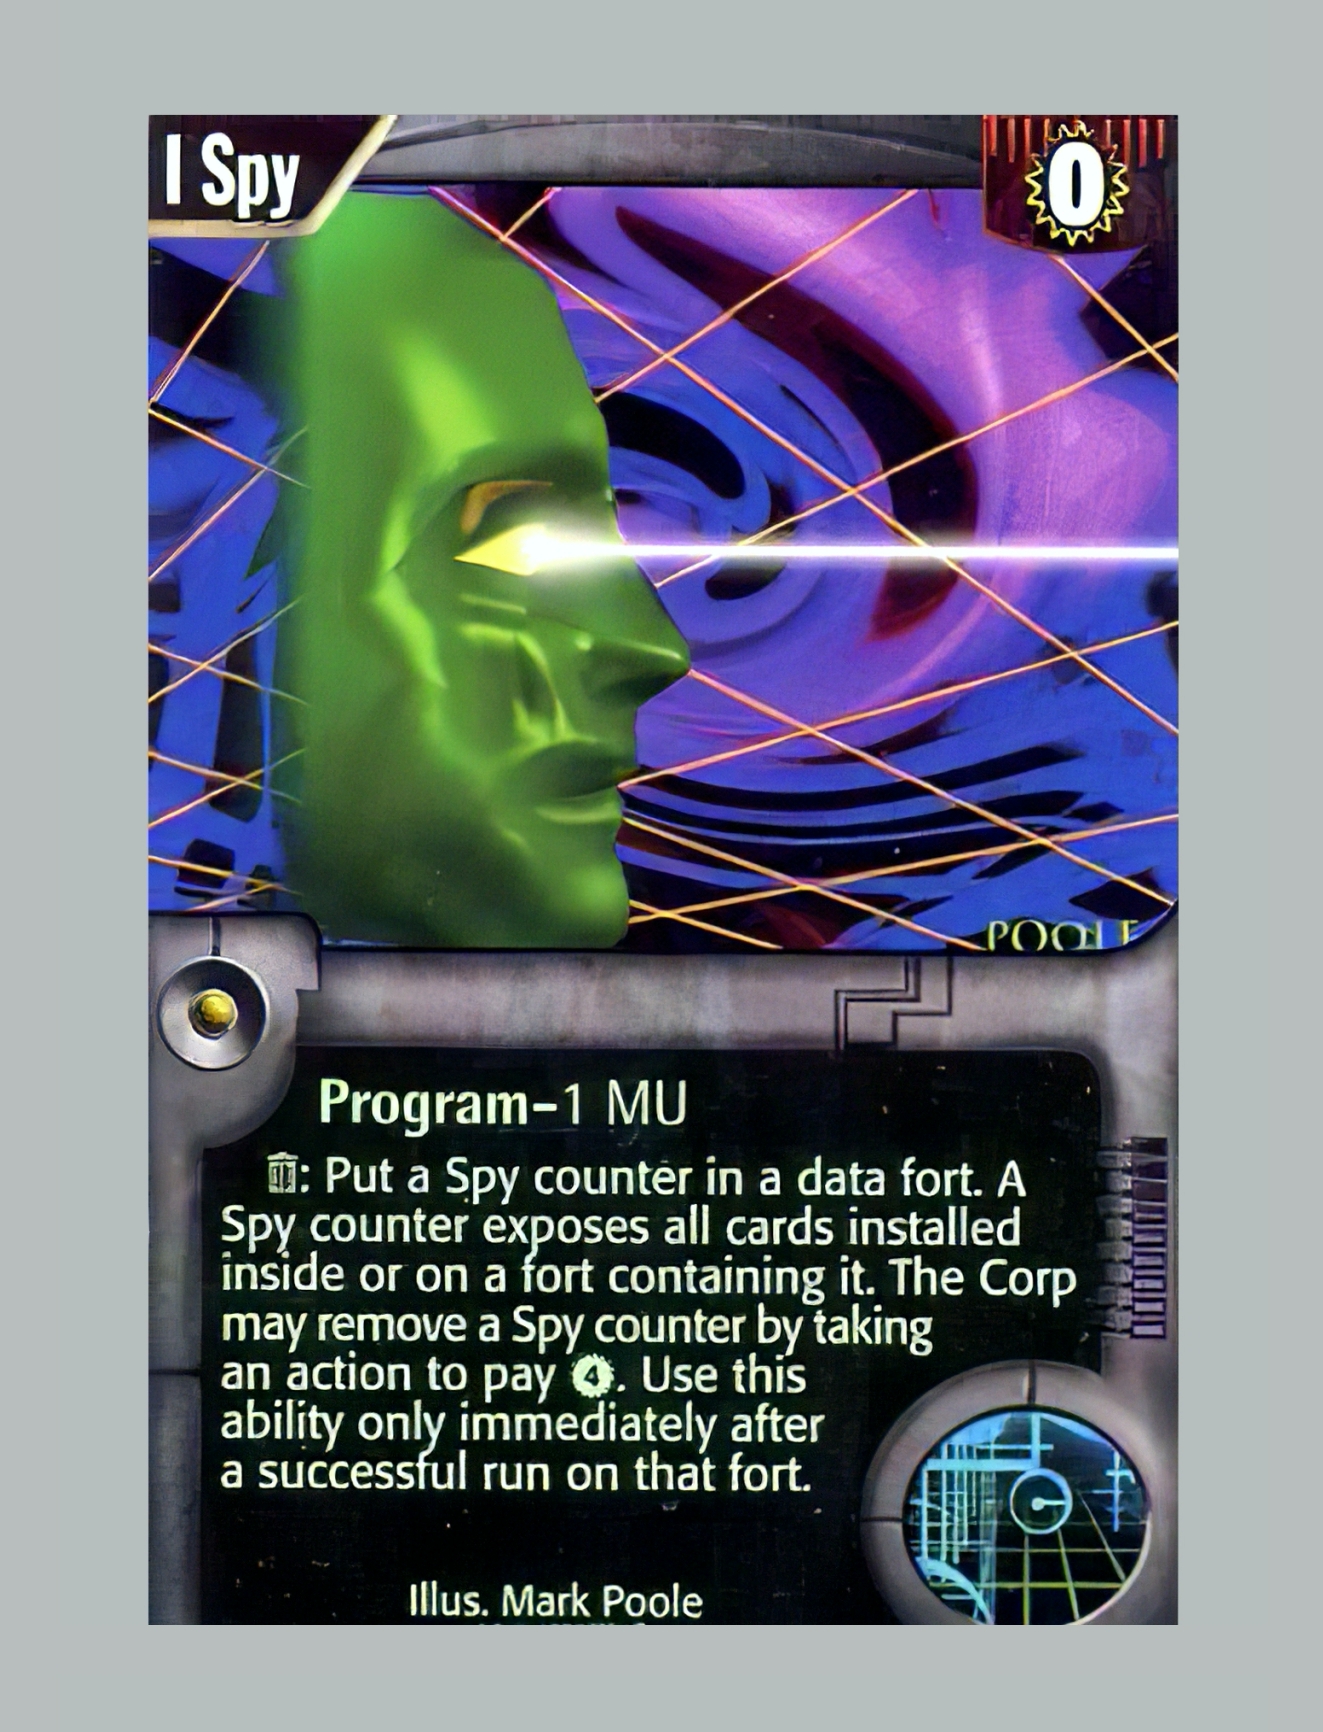 I Spy
0
POOLE
Program-1 MU
: Put a Spy counter in a data fort. A
Spy counter exposes all cards installed
inside or on a fort containing it. The Corp
may remove a Spy counter by taking
an action to pay 4. Use this
ability only immediately after
a successful run on that fort.
Illus. Mark Poole